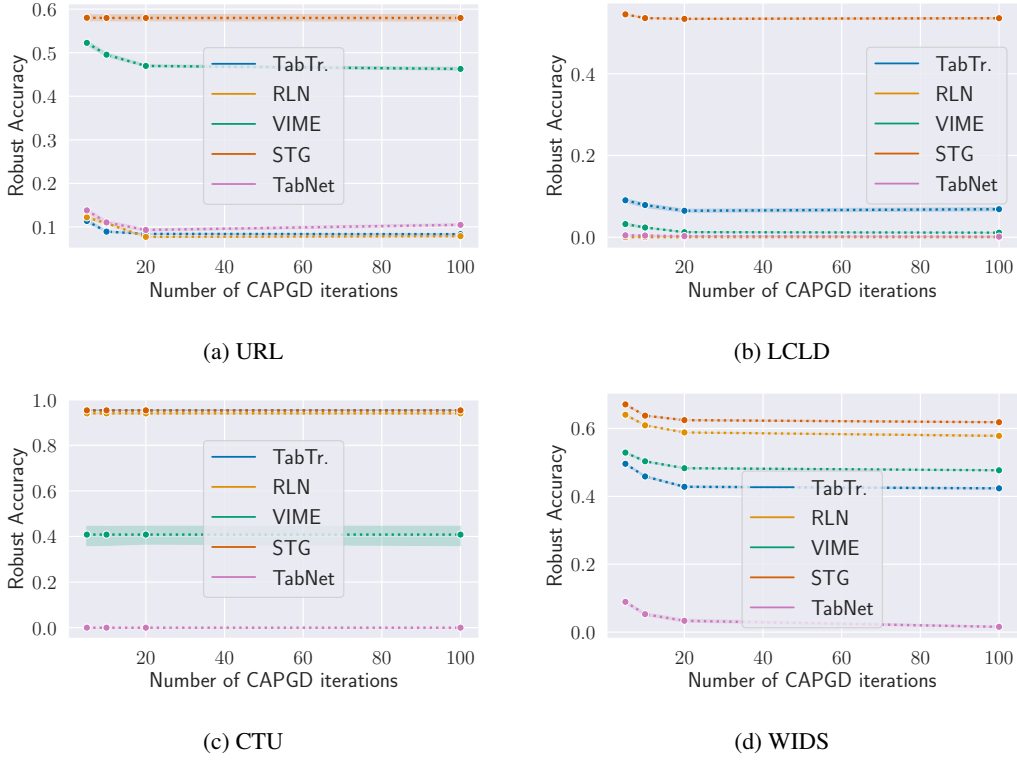 0.6
0.5
0.4
0.3
0.2
0.1
Robust Accuracy
TabTr.
RLN
VIME
STG
TabNet
20 40 60 80 100
Number of CAPGD iterations
(a) URL
0.4
0.2
0.0
Robust Accuracy
TabTr.
RLN
VIME
STG
TabNet
20 40 60 80 100
Number of CAPGD iterations
(b) LCLD
1.0
0.8
0.6
0.4
0.2
0.0
Robust Accuracy
TabTr.
RLN
VIME
STG
TabNet
20 40 60 80 100
Number of CAPGD iterations
(c) CTU
0.6
0.4
0.2
0.0
Robust Accuracy
TabTr.
RLN
VIME
STG
TabNet
20 40 60 80 100
Number of CAPGD iterations
(d) WIDS